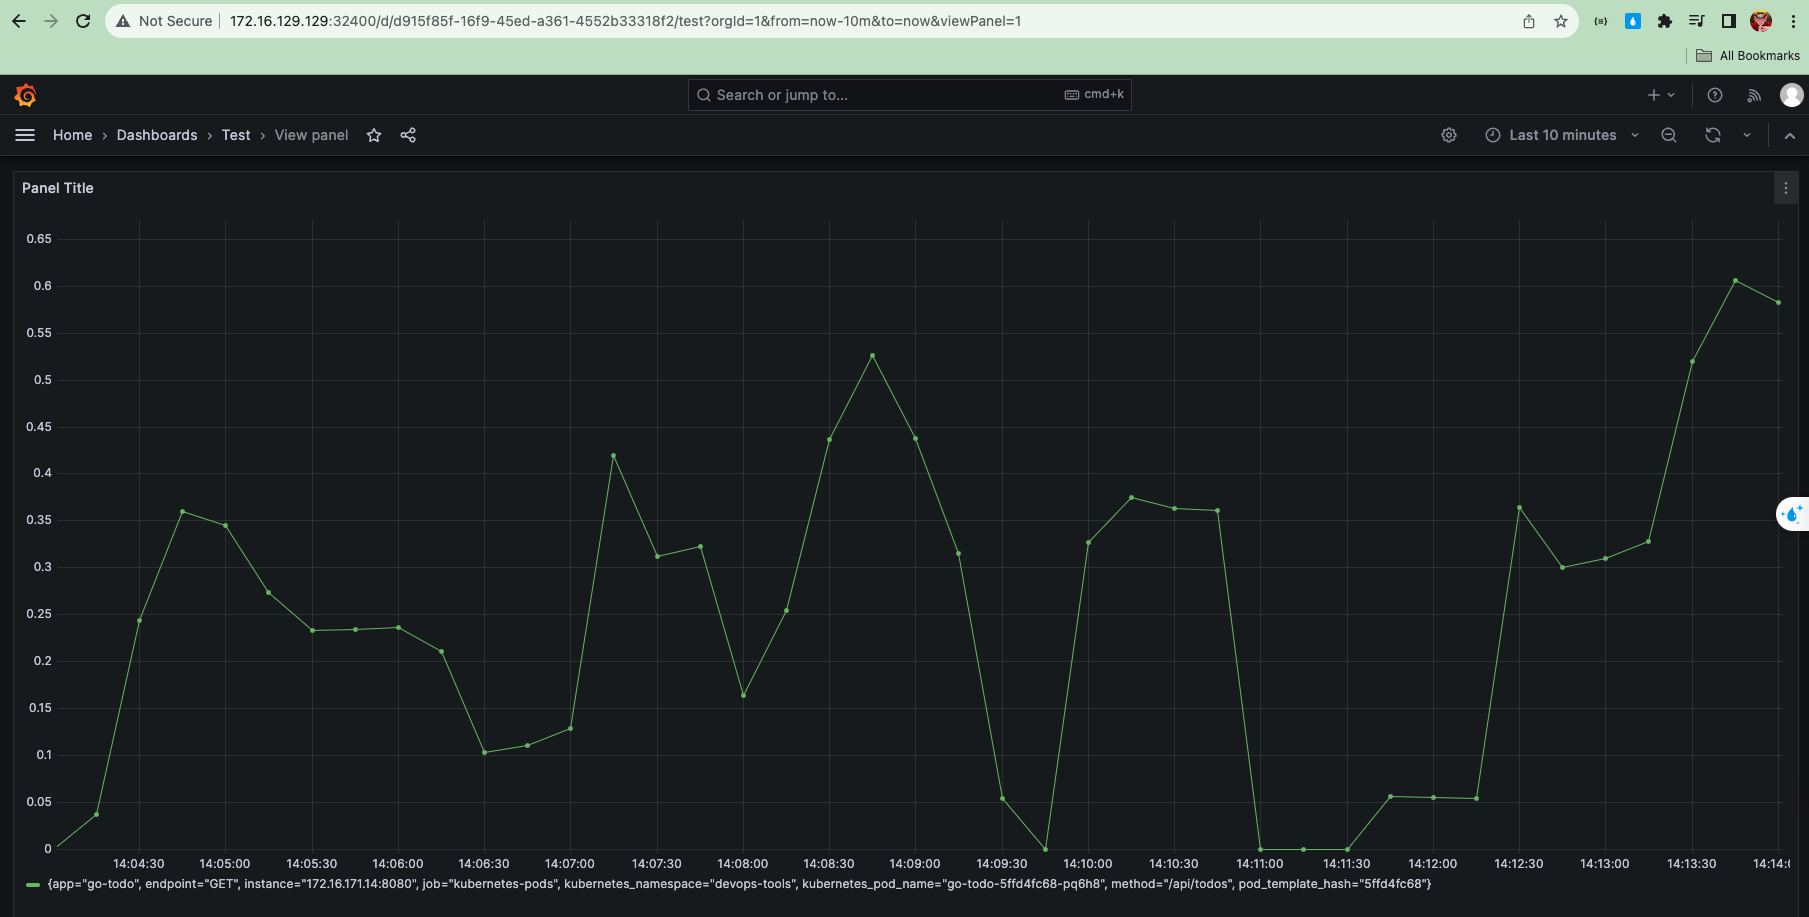 Not Secure 172.16.129.129:32400/d/d915f85f-16f9-45ed-a361-4552b33318f2/test?orgId=1&from=now-10m&to=now&viewPanel=1
All Bookmarks
Search or jump to... cmd+k
Home > Dashboards > Test > View panel Last 10 minutes
Panel Title
0.65
0.6
0.55
0.5
0.45
0.4
0.35
0.3
0.25
0.2
0.15
0.1
0.05
0
14:04:30 14:05:00 14:05:30 14:06:00 14:06:30 14:07:00 14:07:30 14:08:00 14:08:30 14:09:00 14:09:30 14:10:00 14:10:30 14:11:00 14:11:30 14:12:00 14:12:30 14:13:00 14:13:30 14:14:0
{app="go-todo", endpoint="GET", instance="172.16.171.14:8080", job="kubernetes-pods", kubernetes_namespace="devops-tools", kubernetes_pod_name="go-todo-5ffd4fc68-pq6h8", method="/api/todos", pod_template_hash="5ffd4fc68"}